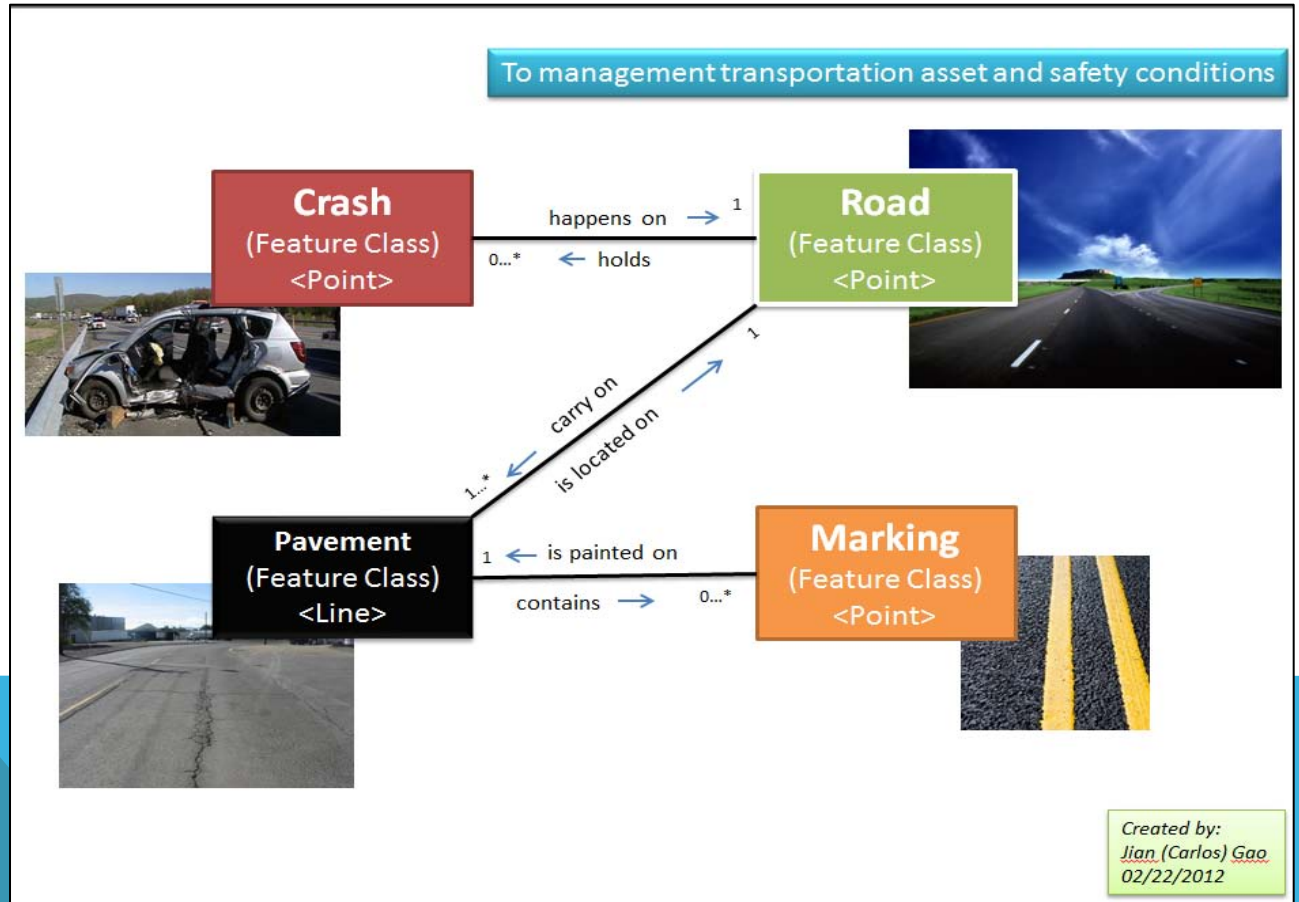 To management transportation asset and safety conditions
Crash
(Feature Class)
<Point>
happens on
1
0...*
holds
Road
(Feature Class)
<Point>
1
carry on
is located on
1...*
Pavement
(Feature Class)
<Line>
1
is painted on
contains
0...*
Marking
(Feature Class)
<Point>
Created by:
Jian (Carlos) Gao
02/22/2012